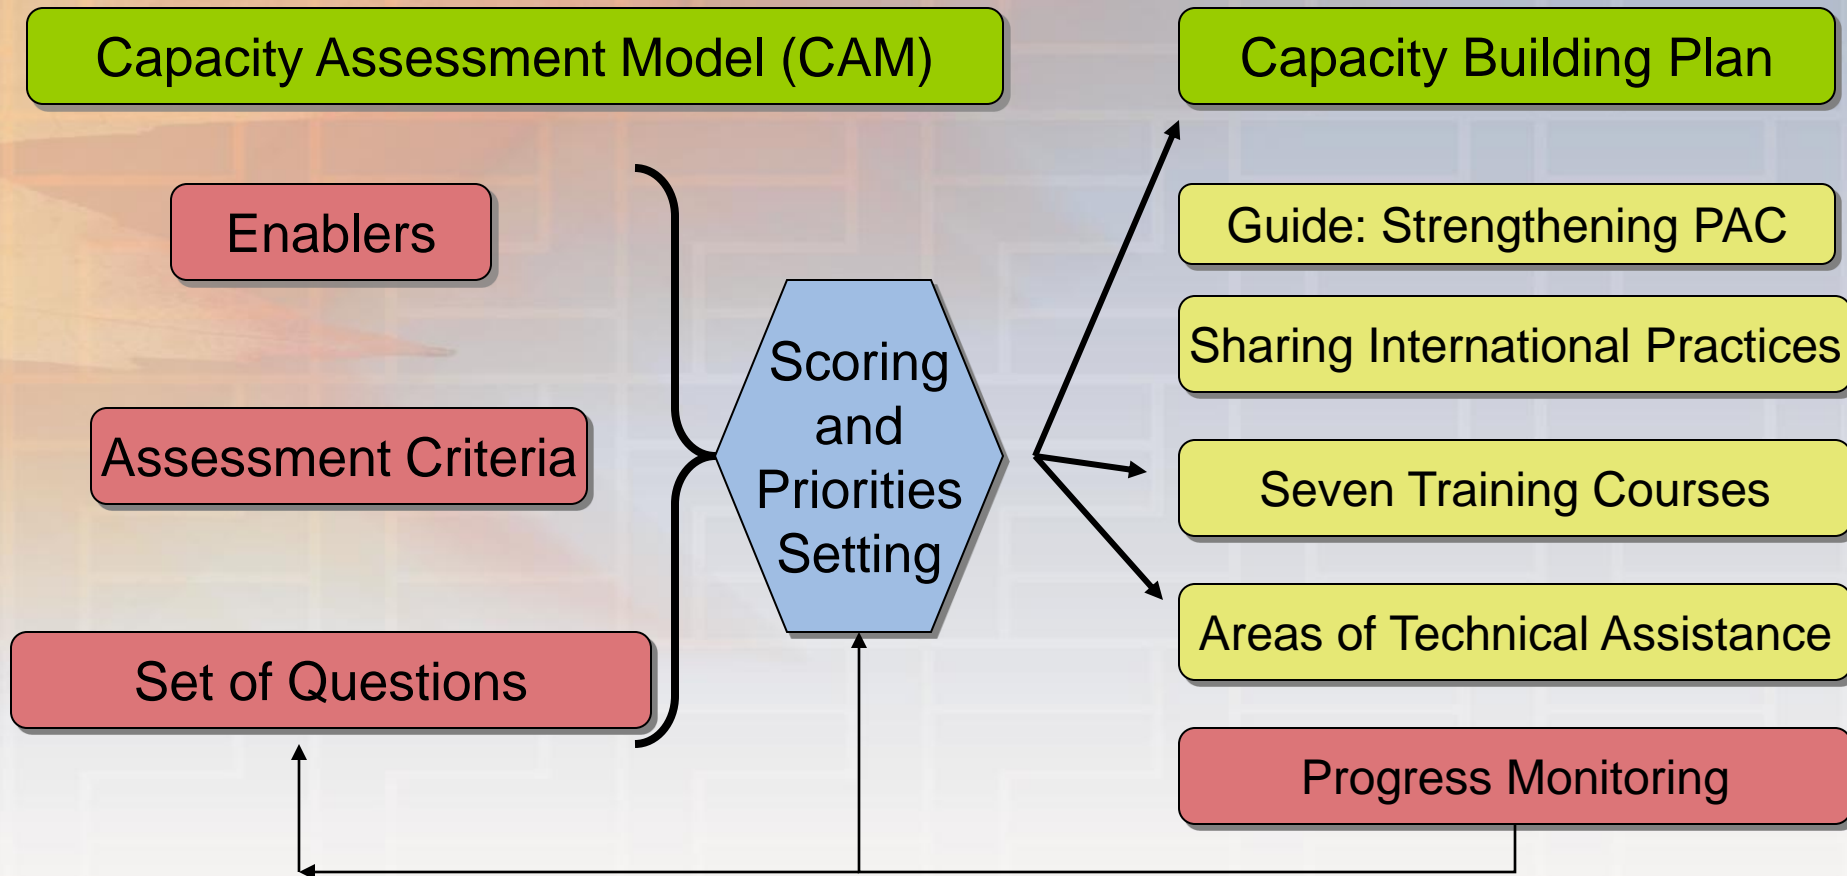 Capacity Assessment Model (CAM)
Capacity Building Plan
Enablers
Assessment Criteria
Set of Questions
Scoring
and
Priorities
Setting
Guide: Strengthening PAC
Sharing International Practices
Seven Training Courses
Areas of Technical Assistance
Progress Monitoring